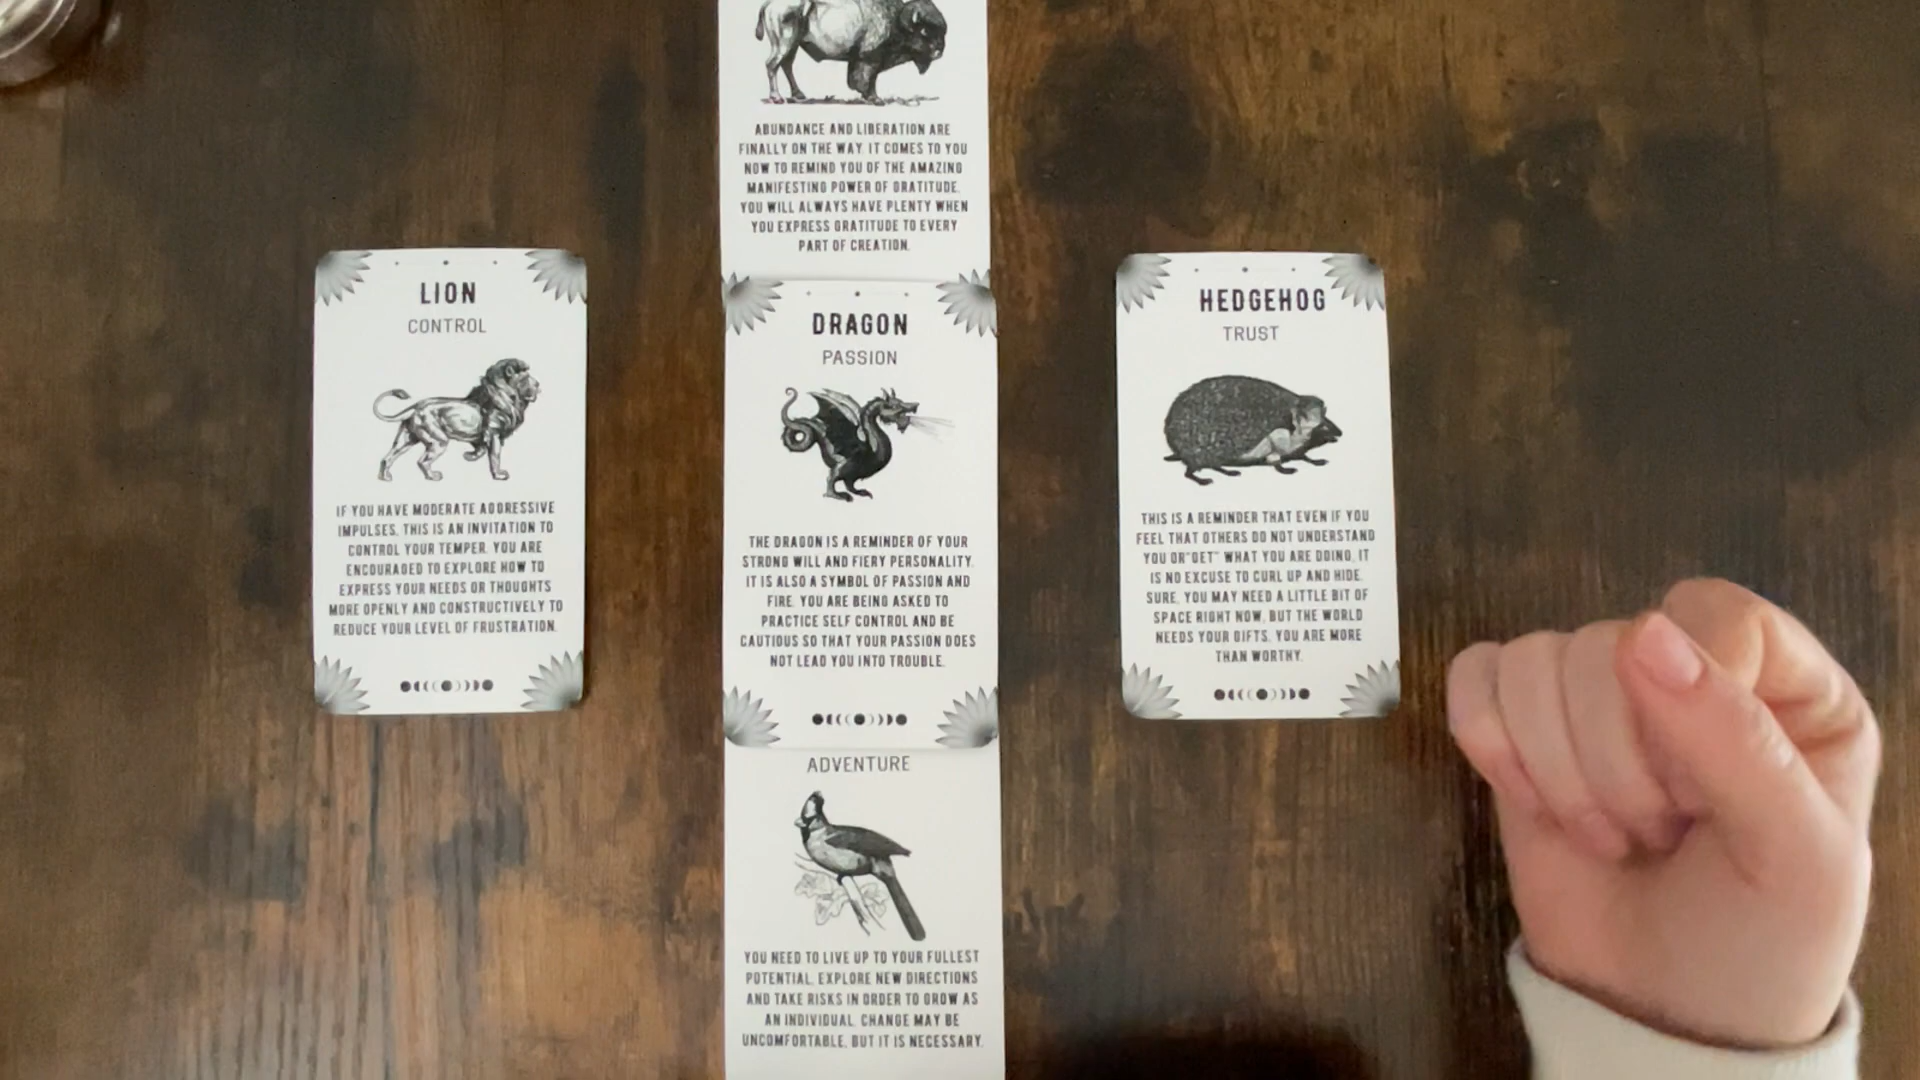 ABUNDANCE AND LIBERATION ARE
FINALLY ON THE WAY. IT COMES TO YOU
NOW TO REMIND YOU OF THE AMAZING
MANIFESTING POWER OF GRATITUDE.
YOU WILL ALWAYS HAVE PLENTY WHEN
YOU EXPRESS GRATITUDE TO EVERY
PART OF CREATION.
LION
CONTROL
IF YOU HAVE MODERATE AGGRESSIVE
IMPULSES, THIS IS AN INVITATION TO
CONTROL YOUR TEMPER. YOU ARE
ENCOURAGED TO EXPLORE HOW TO
EXPRESS YOUR NEEDS OR THOUGHTS
MORE OPENLY AND CONSTRUCTIVELY TO
REDUCE YOUR LEVEL OF FRUSTRATION.
DRAGON
PASSION
THE DRAGON IS A REMINDER OF YOUR
STRONG WILL AND FIERY PERSONALITY.
IT IS ALSO A SYMBOL OF PASSION AND
FIRE. YOU ARE BEING ASKED TO
PRACTICE SELF CONTROL AND BE
CAUTIOUS SO THAT YOUR PASSION DOES
NOT LEAD YOU INTO TROUBLE.
HEDGEHOG
TRUST
THIS IS A REMINDER THAT EVEN IF YOU
FEEL THAT OTHERS DO NOT UNDERSTAND
YOU OR"GET" WHAT YOU ARE DOING, IT
IS NO EXCUSE TO CURL UP AND HIDE.
SURE, YOU MAY NEED A LITTLE BIT OF
SPACE RIGHT NOW, BUT THE WORLD
NEEDS YOUR GIFTS. YOU ARE MORE
THAN WORTHY.
ADVENTURE
YOU NEED TO LIVE UP TO YOUR FULLEST
POTENTIAL, EXPLORE NEW DIRECTIONS
AND TAKE RISKS IN ORDER TO GROW AS
AN INDIVIDUAL. CHANGE MAY BE
UNCOMFORTABLE, BUT IT IS NECESSARY.